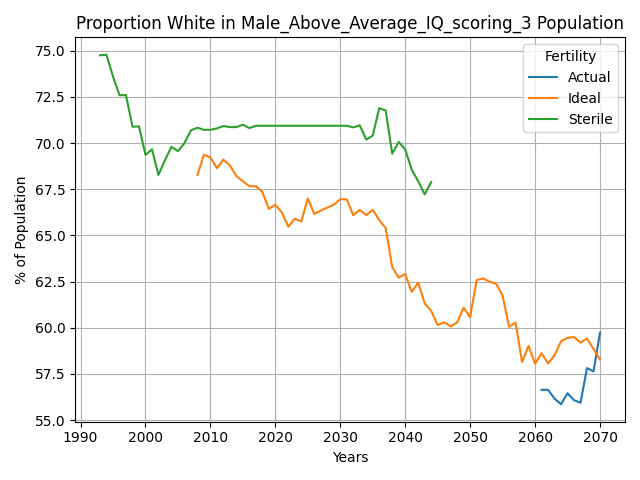 Proportion White in Male_Above_Average_IQ_scoring_3 Population
75.0
72.5
70.0
67.5
65.0
62.5
60.0
57.5
55.0
% of Population
Fertility
Actual
Ideal
Sterile
1990 2000 2010 2020 2030 2040 2050 2060 2070
Years